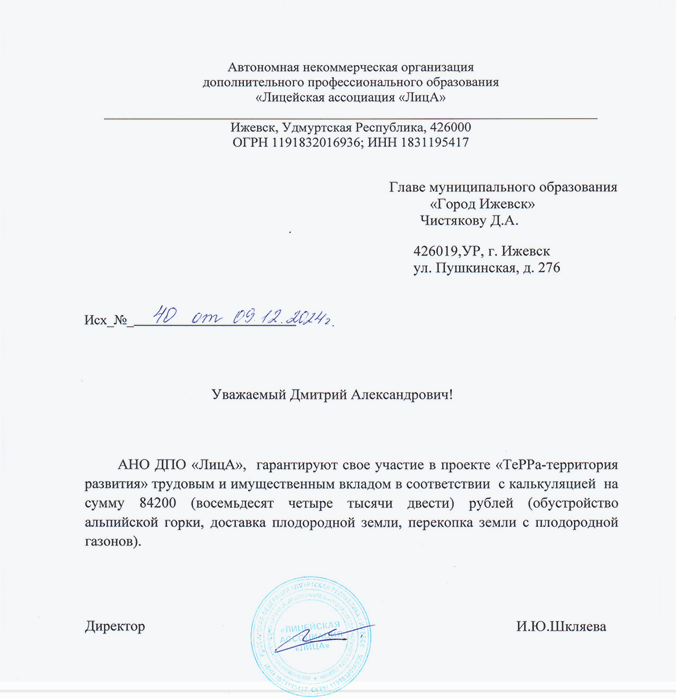 Автономная некоммерческая организация
дополнительного профессионального образования
«Лицейская ассоциация «ЛицА»
Ижевск, Удмуртская Республика, 426000
ОГРН 1191832016936; ИНН 1831195417
Главе муниципального образования
«Город Ижевск»
Чистякову Д.А.
426019,УР, г. Ижевск
ул. Пушкинская, д. 276
Исх_№_ 40 от 09.12.2024г.
Уважаемый Дмитрий Александрович!
АНО ДПО «ЛицА», гарантируют свое участие в проекте «ТеРРа-территория
развития» трудовым и имущественным вкладом в соответствии с калькуляцией на
сумму 84200 (восемьдесят четыре тысячи двести) рублей (обустройство
альпийской горки, доставка плодородной земли, перекопка земли с плодородной
газонов).
Директор И.Ю.Шкляева
«ЛИЦЕЙСКАЯ
АССОЦИАЦИЯ
«ЛИЦА»